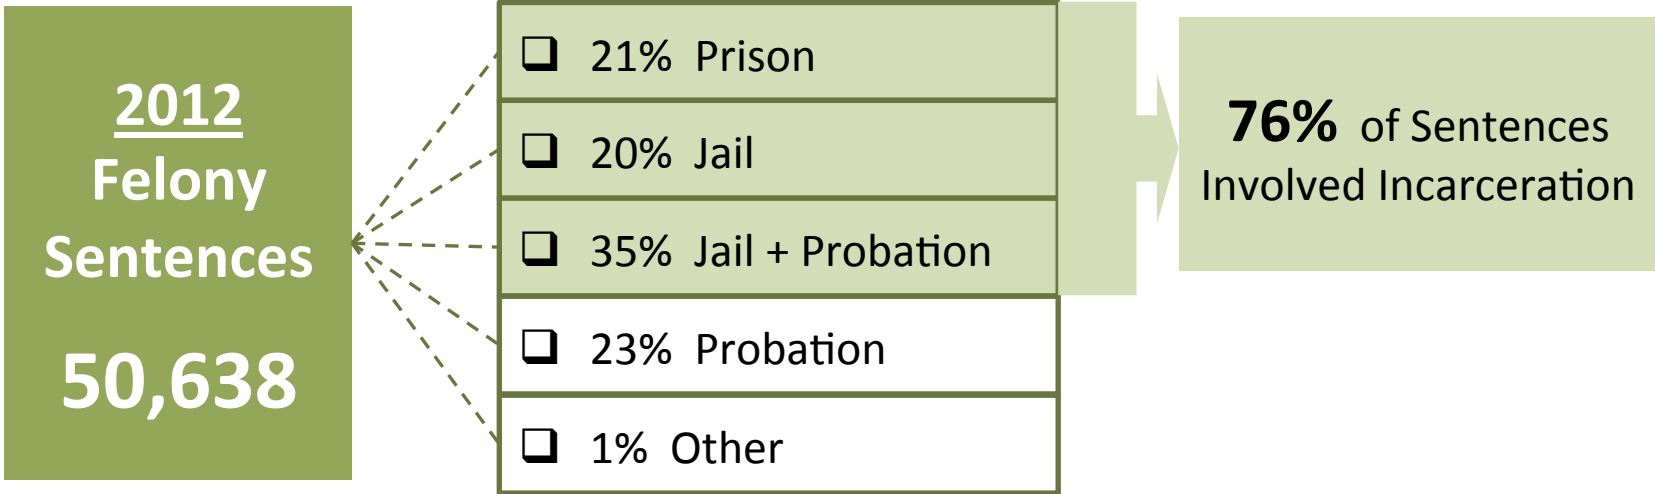 2012
Felony
Sentences
50,638
❑ 21% Prison
❑ 20% Jail
❑ 35% Jail + Probation
❑ 23% Probation
❑ 1% Other
76% of Sentences
Involved Incarceration